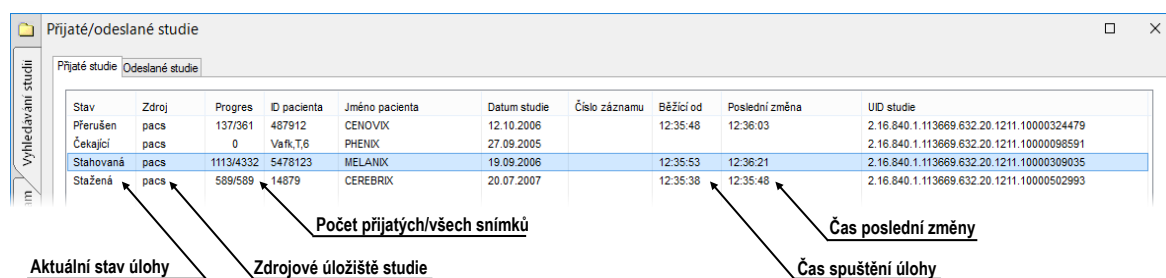 Přijaté/odeslané studie
Vyhledávání studií
Přijaté studie Odeslané studie
Stav Zdroj Progres ID pacienta Jméno pacienta Datum studie Číslo záznamu Běžící od Poslední změna UID studie
Přerušen pacs 137/361 487912 CENOVIX 12.10.2006 12:35:48 12:36:03 2.16.840.1.113669.632.20.1211.10000324479
Čekající pacs 0 Vafk,T,6 PHENIX 27.09.2005 2.16.840.1.113669.632.20.1211.10000098591
Stahovaná pacs 1113/4332 5478123 MELANIX 19.09.2006 12:35:53 12:36:21 2.16.840.1.113669.632.20.1211.10000309035
Stažená pacs 589/589 14879 CEREBRIX 20.07.2007 12:35:38 12:35:48 2.16.840.1.113669.632.20.1211.10000502993
Počet přijatých/všech snímků
Čas poslední změny
Aktuální stav úlohy
Zdrojové úložiště studie
Čas spuštění úlohy